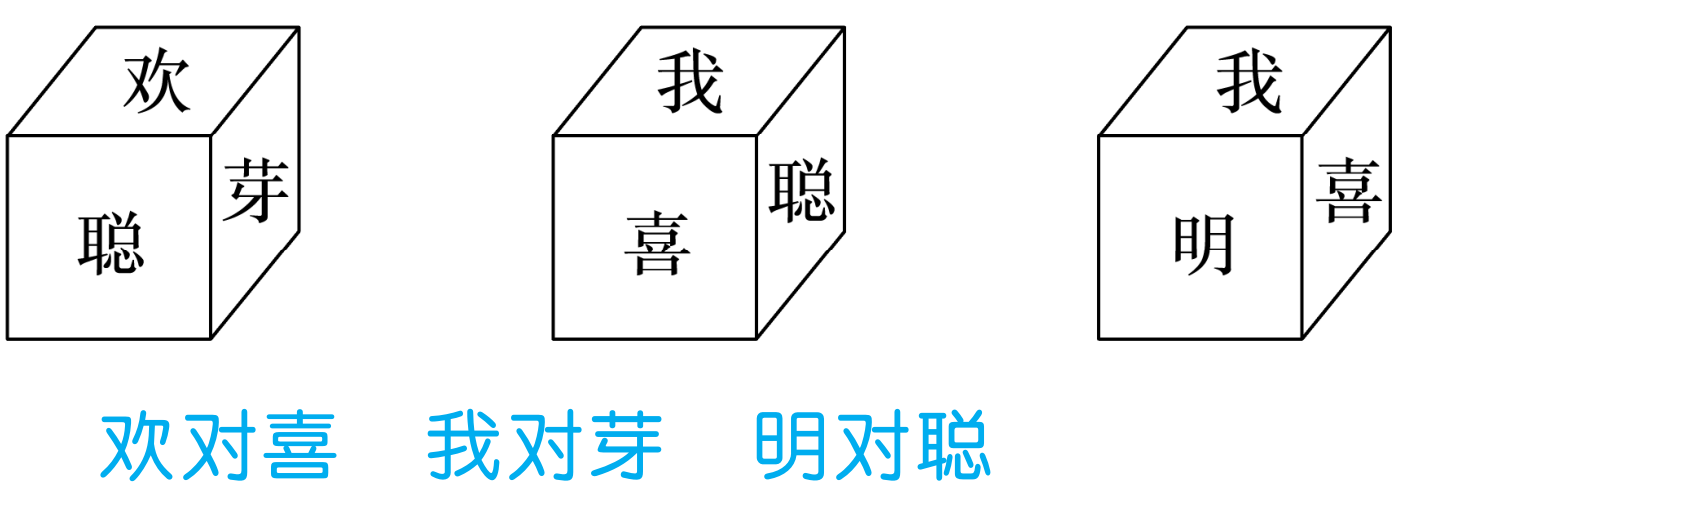 欢 我 我
芽 聪 喜
聪 喜 明
欢对喜 我对芽 明对聪